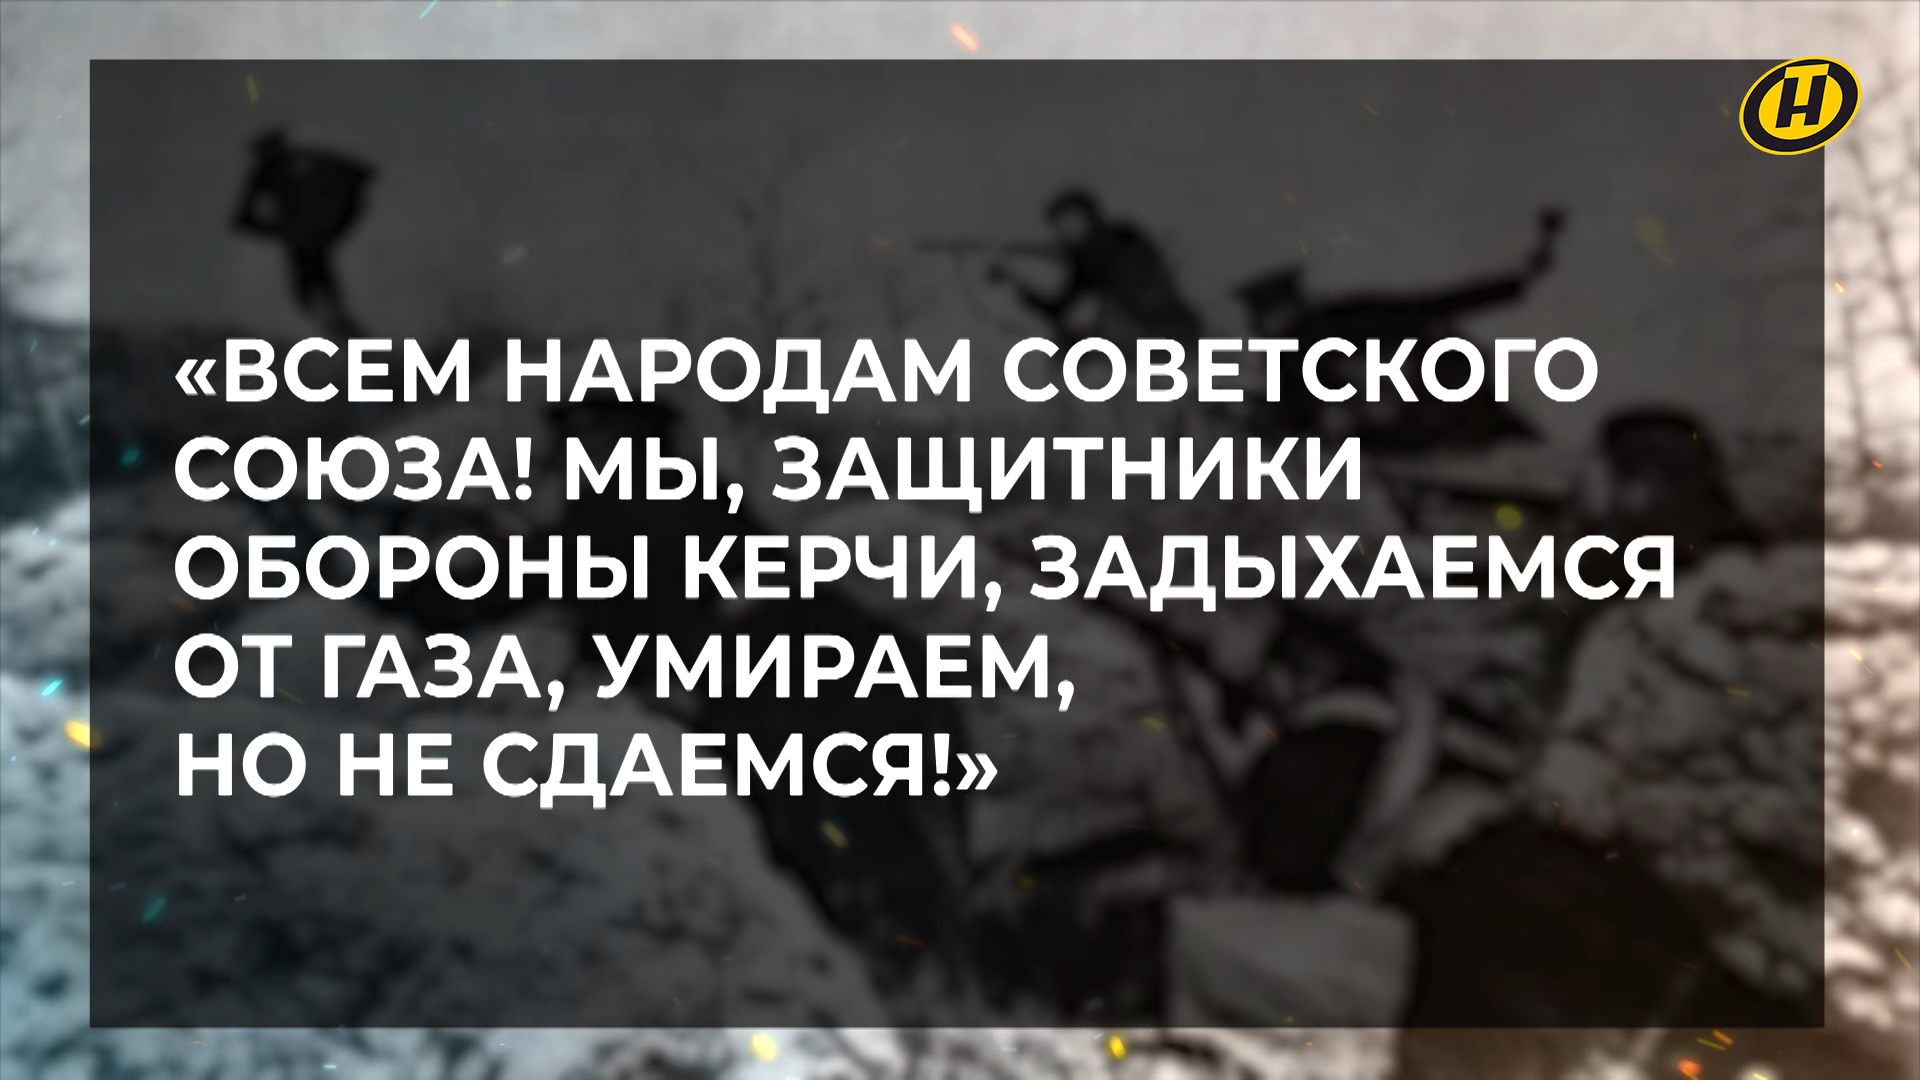 «ВСЕМ НАРОДАМ СОВЕТСКОГО
СОЮЗА! МЫ, ЗАЩИТНИКИ
ОБОРОНЫ КЕРЧИ, ЗАДЫХАЕМСЯ
ОТ ГАЗА, УМИРАЕМ,
НО НЕ СДАЕМСЯ!»